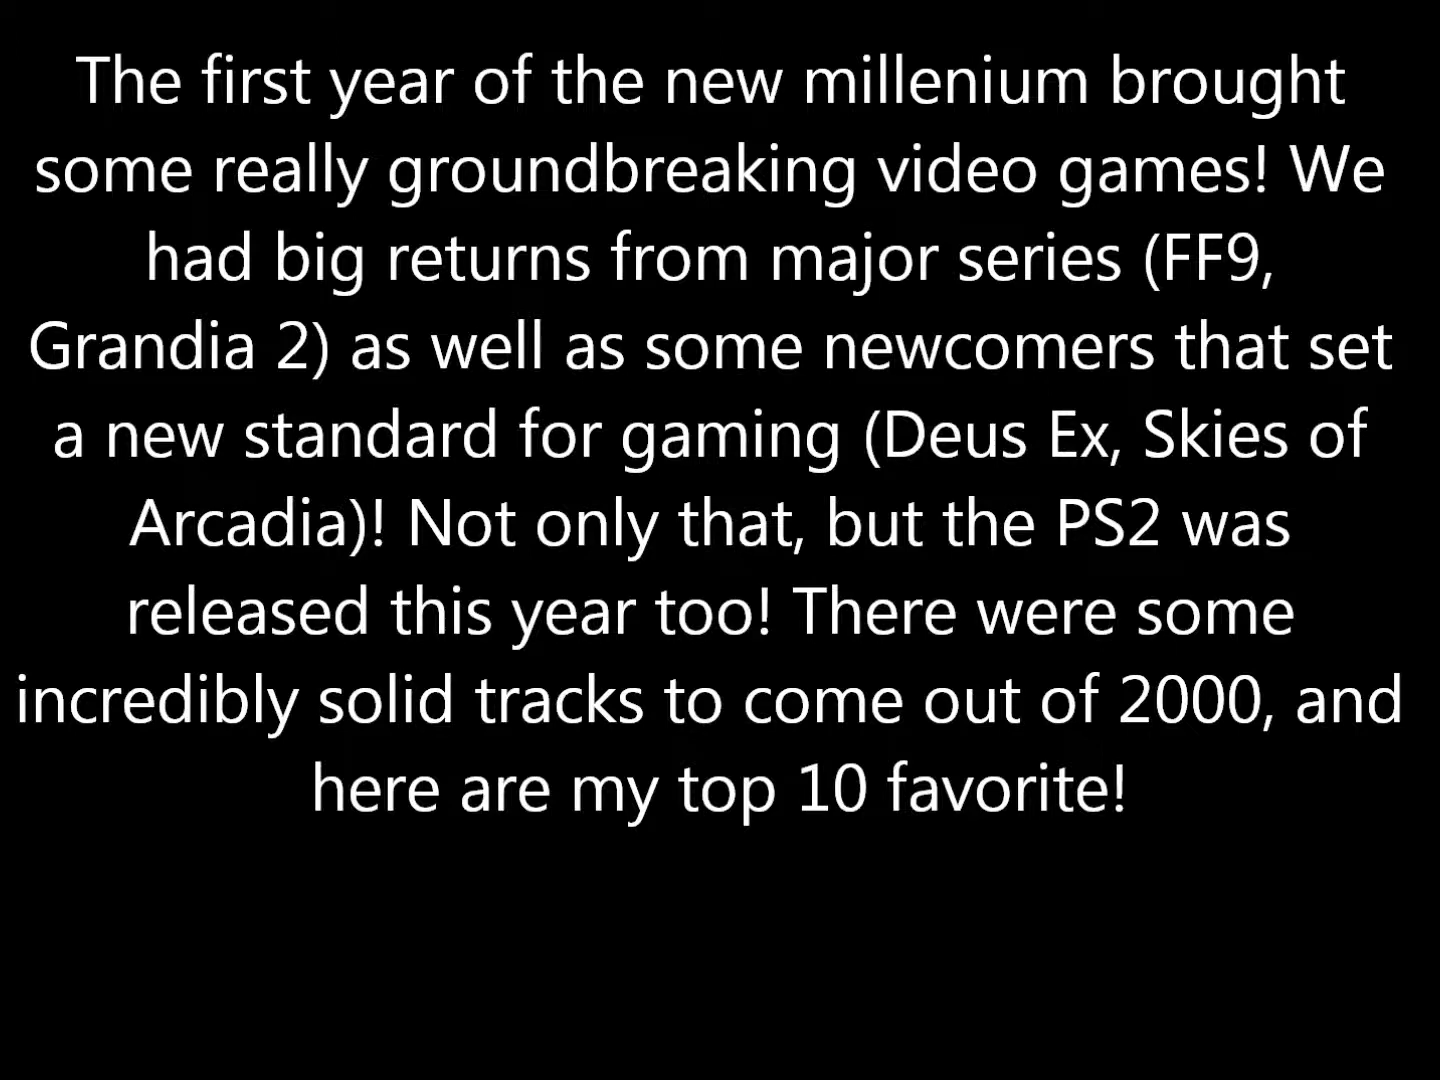 The first year of the new millenium brought
some really groundbreaking video games! We
had big returns from major series (FF9,
Grandia 2) as well as some newcomers that set
a new standard for gaming (Deus Ex, Skies of
Arcadia)! Not only that, but the PS2 was
released this year too! There were some
incredibly solid tracks to come out of 2000, and
here are my top 10 favorite!